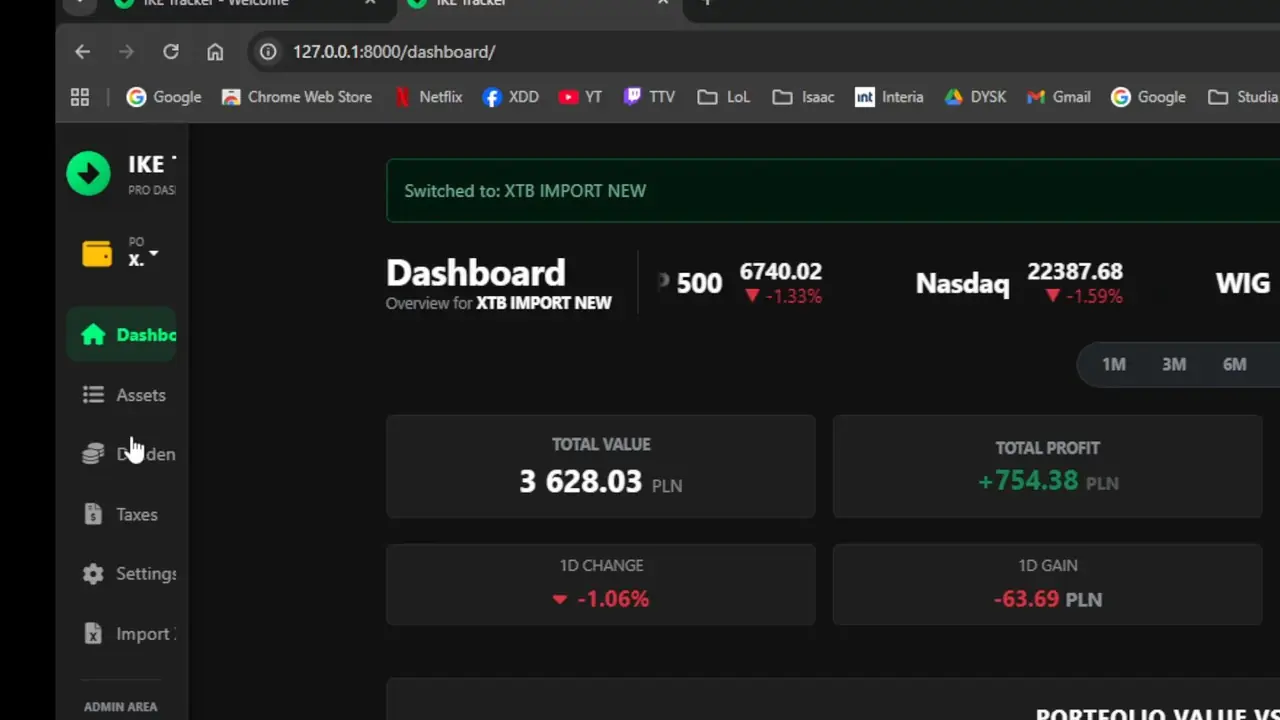 IKE Tracker - Welcome
IKE Tracker
127.0.0.1:8000/dashboard/
Google
Chrome Web Store
Netflix
XDD
YT
TTV
LoL
Isaac
int Interia
DYSK
Gmail
Google
Studia
IKE
PRO DAS
PO
X.
Dashbo
Assets
Taxes
Settings
Import
ADMIN AREA
Switched to: XTB IMPORT NEW
Dashboard
Overview for XTB IMPORT NEW
500
6740.02
▼ -1.33%
Nasdaq
22387.68
▼ -1.59%
WIG
1M 3M 6M
TOTAL VALUE
3 628.03 PLN
TOTAL PROFIT
+754.38 PLN
1D CHANGE
-1.06%
1D GAIN
-63.69 PLN
PORTFOLIO VALUE VS